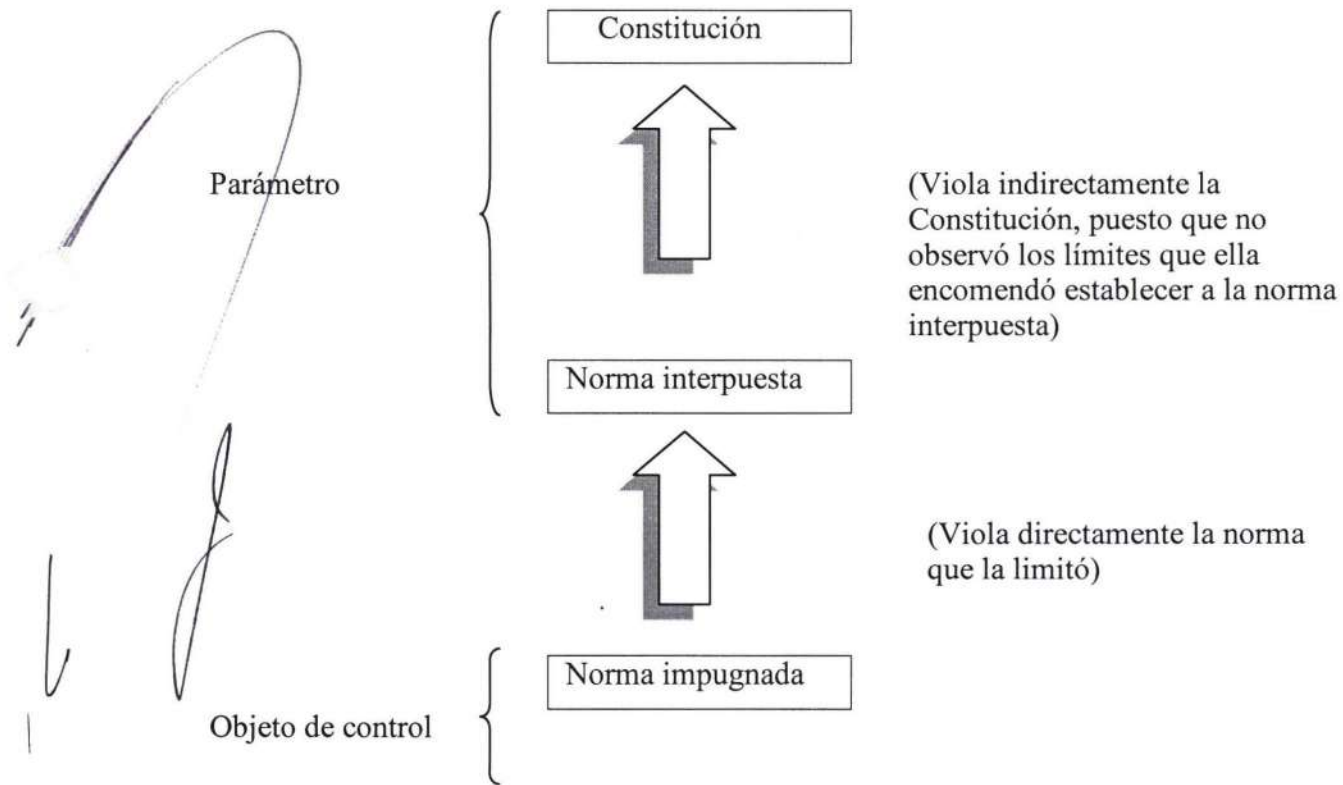 Constitución
Parámetro
(Viola indirectamente la
Constitución, puesto que no
observó los límites que ella
encomendó establecer a la norma
interpuesta)
Norma interpuesta
(Viola directamente la norma
que la limitó)
Norma impugnada
Objeto de control